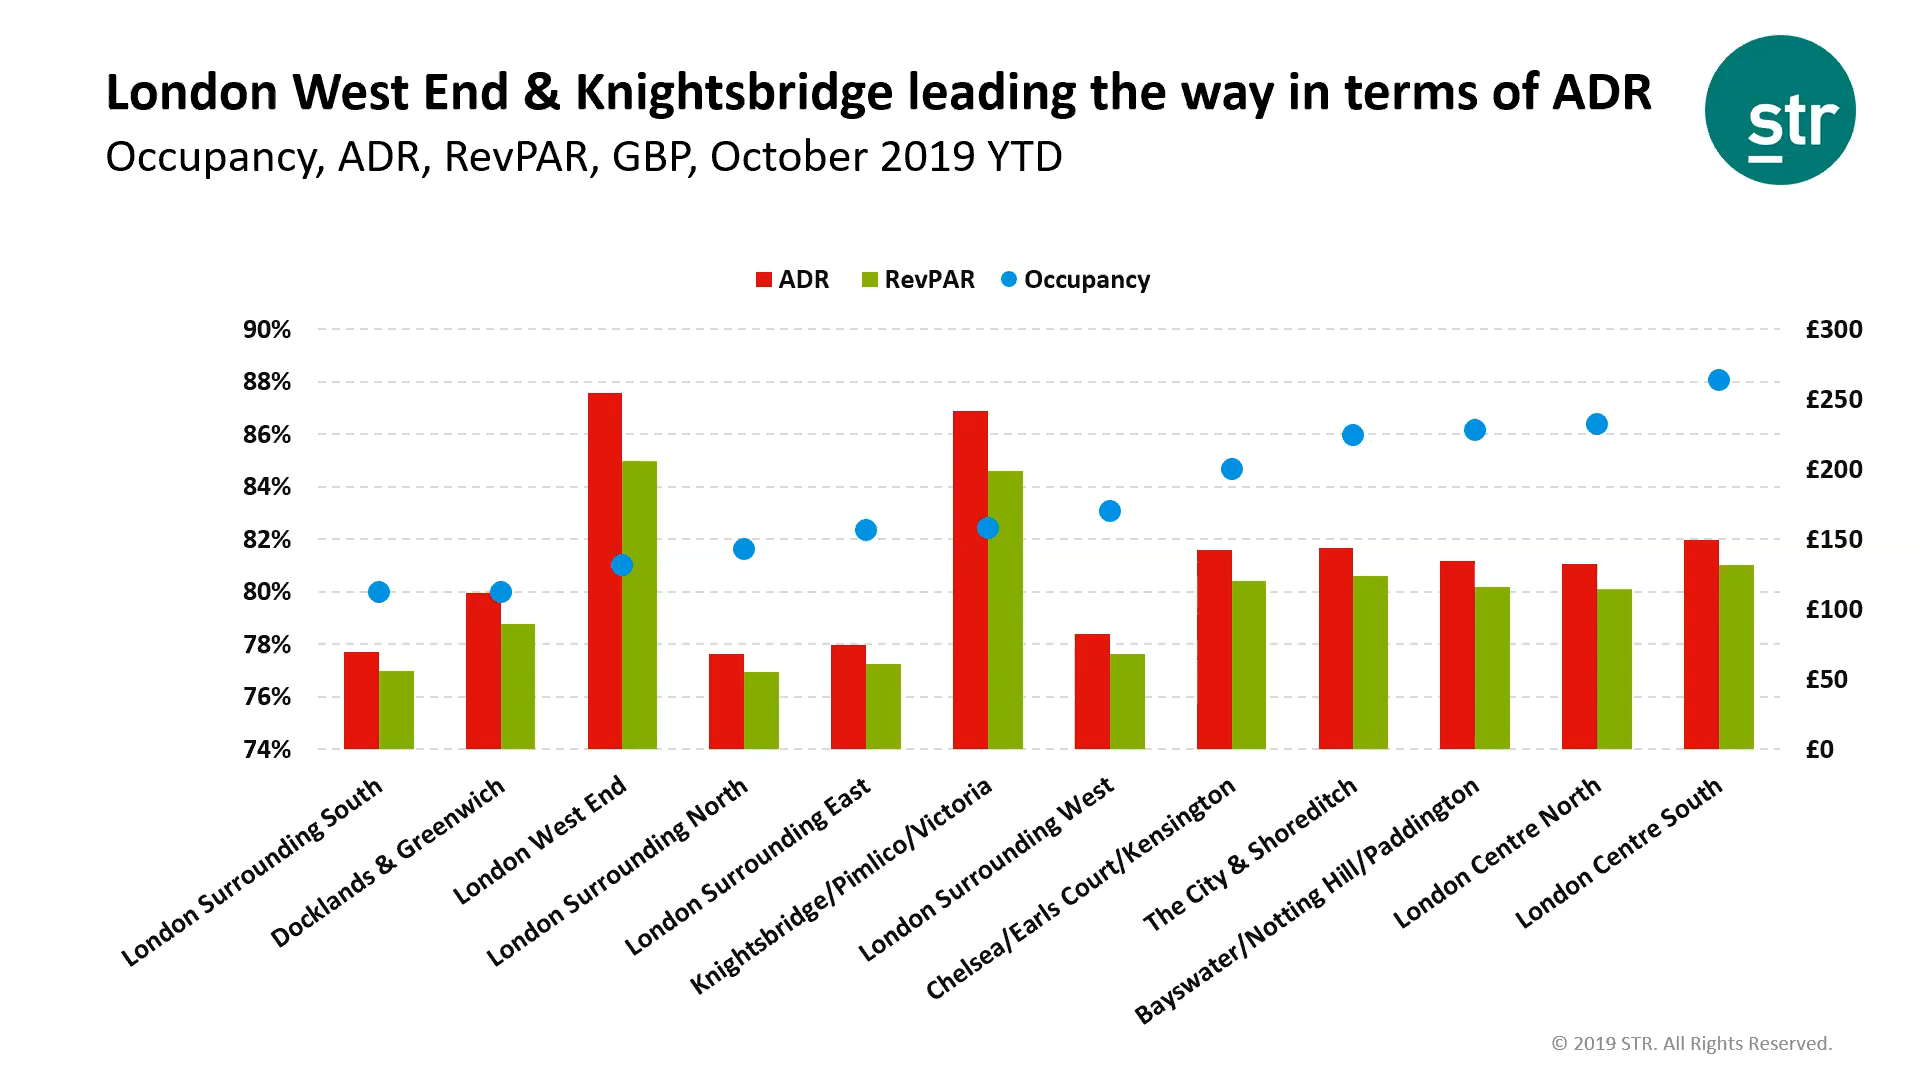 London West End & Knightsbridge leading the way in terms of ADR
Occupancy, ADR, RevPAR, GBP, October 2019 YTD
str
ADR
RevPAR
Occupancy
90%
88%
86%
84%
82%
80%
78%
76%
74%
£300
£250
£200
£150
£100
£50
£0
London Surrounding South
Docklands & Greenwich
London West End
London Surrounding North
London Surrounding East
Knightsbridge/Pimlico/Victoria
London Surrounding West
Chelsea/Earls Court/Kensington
The City & Shoreditch
Bayswater/Notting Hill/Paddington
London Centre North
London Centre South
© 2019 STR. All Rights Reserved.